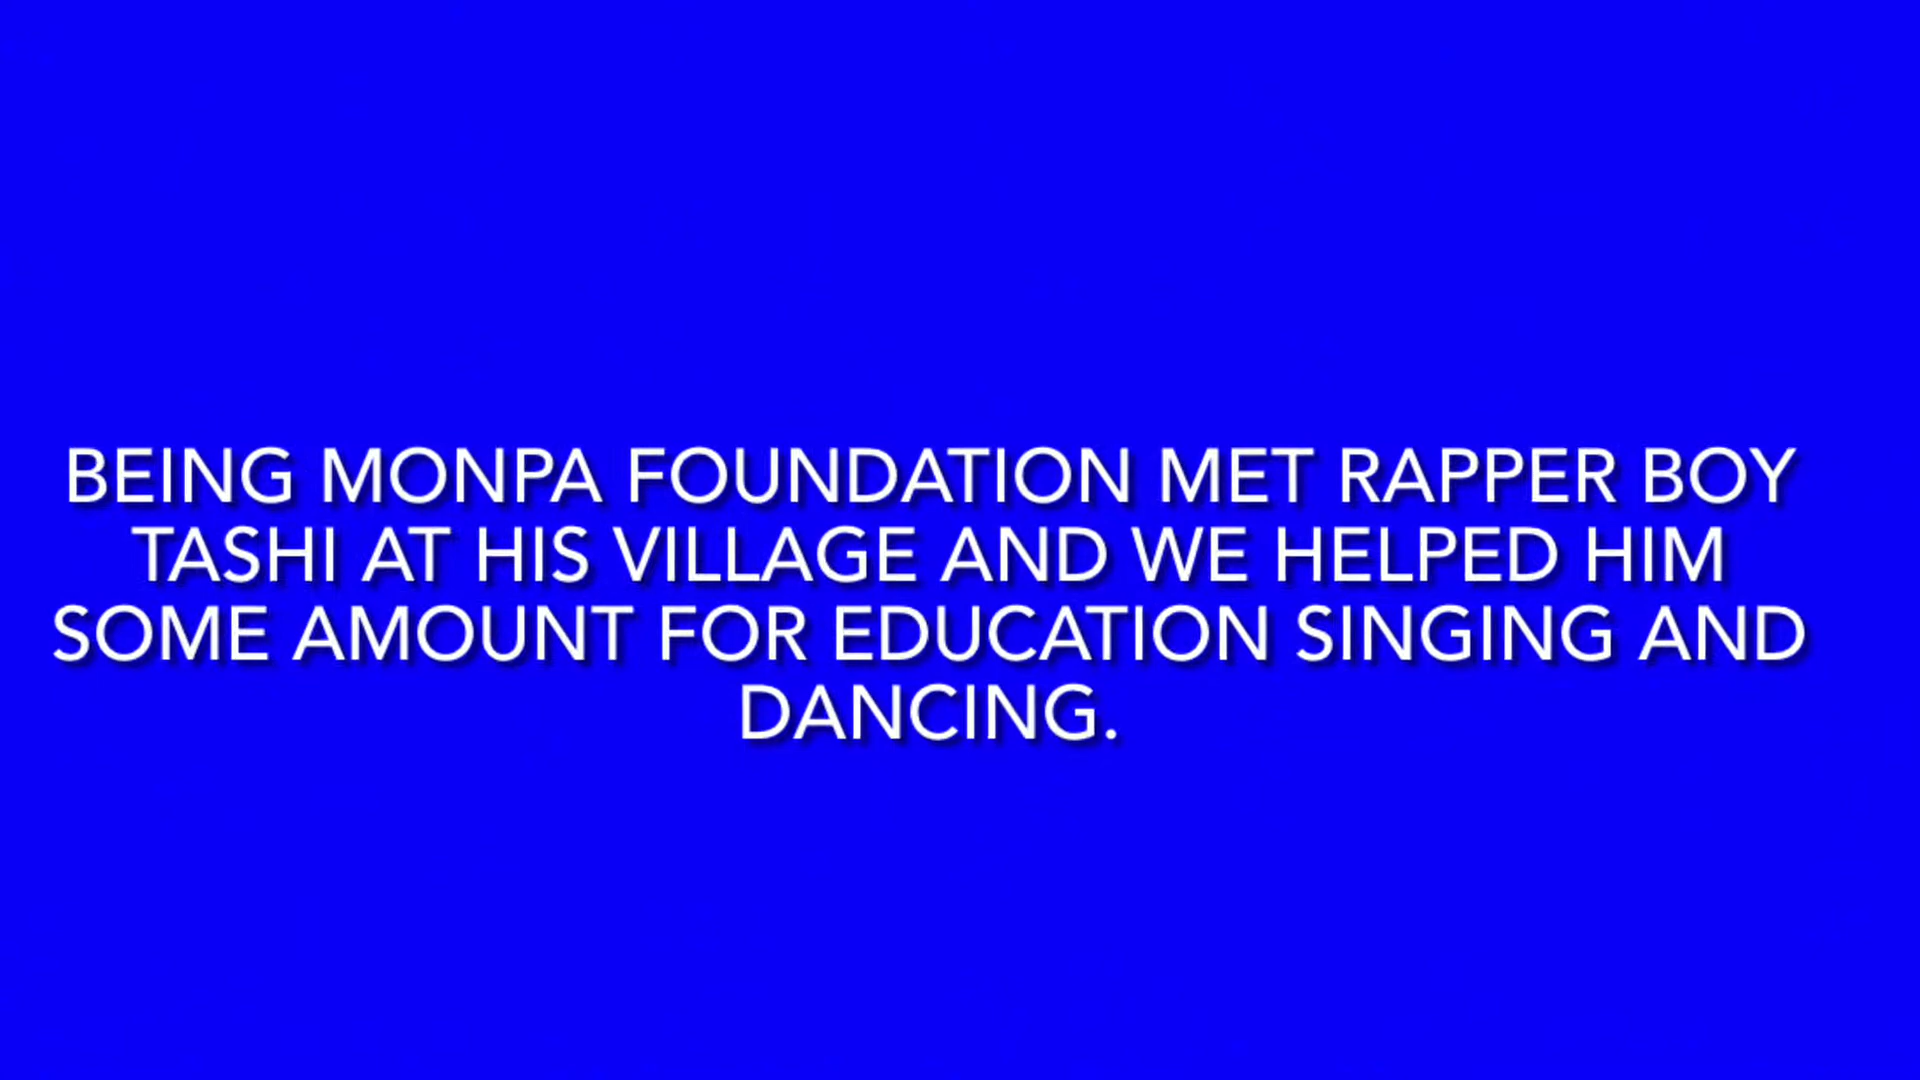 BEING MONPA FOUNDATION MET RAPPER BOY
TASHI AT HIS VILLAGE AND WE HELPED HIM
SOME AMOUNT FOR EDUCATION SINGING AND
DANCING.